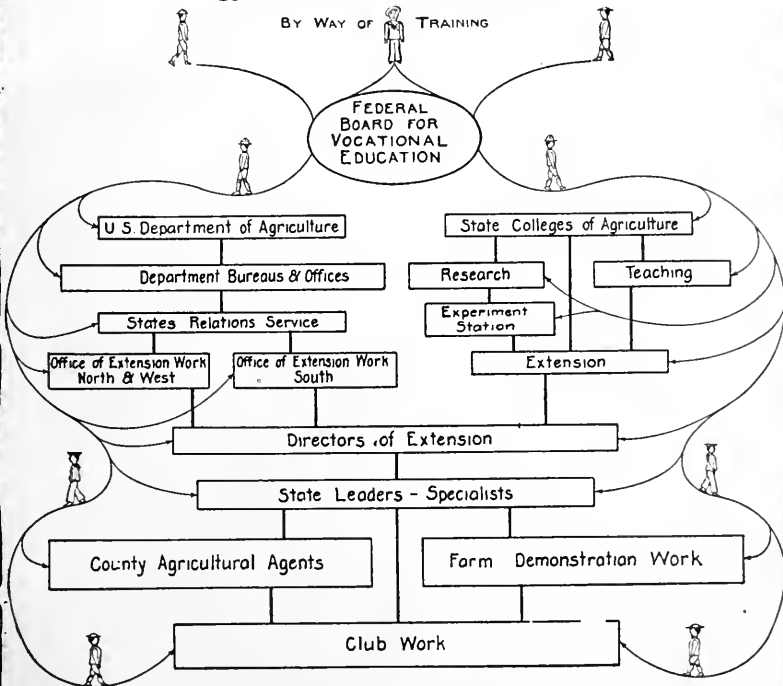 BY WAY OF TRAINING
FEDERAL
BOARD FOR
VOCATIONAL
EDUCATION
U.S. Department of Agriculture
State Colleges of Agriculture
Department Bureaus & Offices
Research
Teaching
States Relations Service
Experiment
Station
Office of Extension Work
North & West
Office of Extension Work
South
Extension
Directors of Extension
State Leaders - Specialists
County Agricultural Agents
Farm Demonstration Work
Club Work